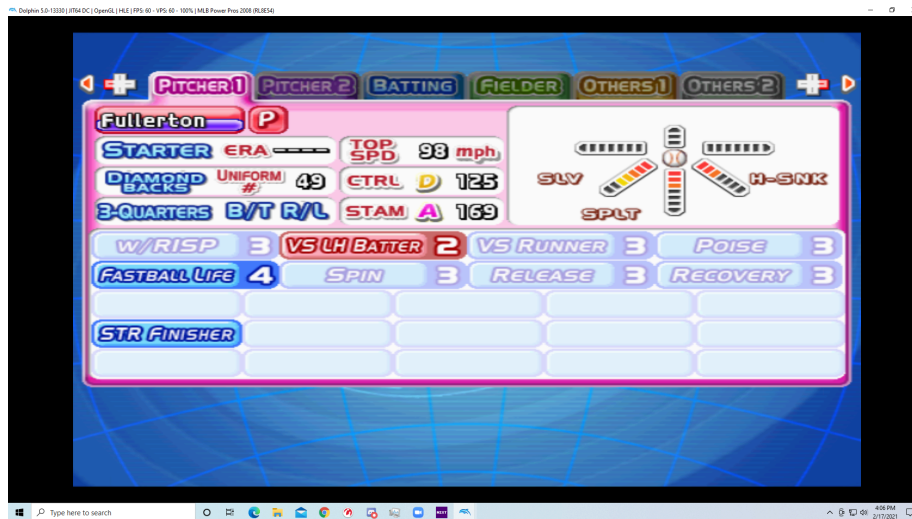 Dolphin 5.0-13330 | JIT64 DC | OpenGL | HLE | FPS: 60 - VPS: 60 - 100% | MLB Power Pros 2008 (RL8E54)
PITCHER 1 PITCHER 2 BATTING FIELDER OTHERS 1 OTHERS 2
Fullerton P
STARTER ERA ---- TOP SPD 98 mph
DIAMOND BACKS UNIFORM # 49 CTRL D 125
3-QUARTERS B/T R/L STAM A 169
SLV H-SNK
SPLT
W/RISP 3 VS LH BATTER 2 VS RUNNER 3 POISE 3
FASTBALL LIFE 4 SPIN 3 RELEASE 3 RECOVERY 3
STR FINISHER
Type here to search
NEXT
4:06 PM
2/17/2021